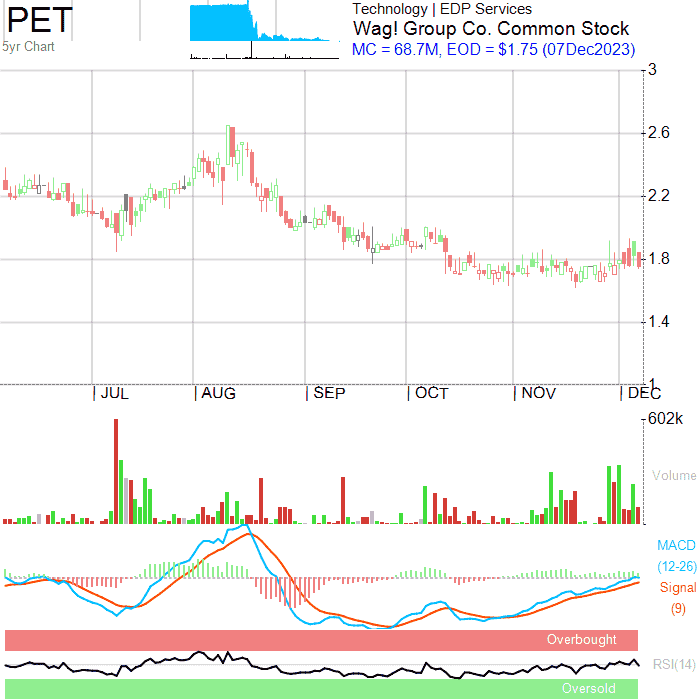 PET
5yr Chart
Technology | EDP Services
Wag! Group Co. Common Stock
MC = 68.7M, EOD = $1.75 (07Dec2023)
3
2.6
2.2
1.8
1.4
1
JUL
AUG
SEP
OCT
NOV
DEC
602k
Volume
MACD
(12-26)
Signal
(9)
Overbought
RSI(14)
Oversold